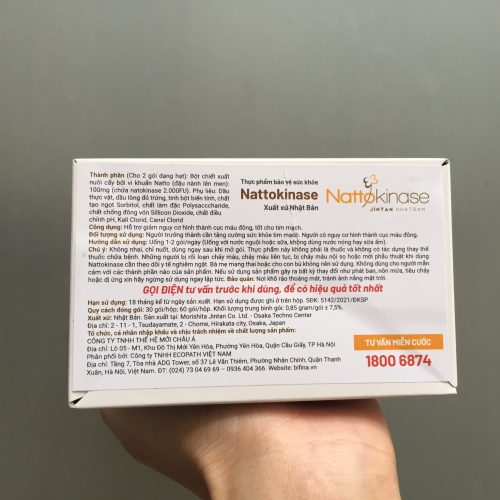 Thành phần (Cho 2 gói dạng hạt): Bột chiết xuất
nuôi cấy bởi vi khuẩn Natto (đậu nành lên men):
100mg (chứa natokinase 2.000FU). Phụ liệu: Dầu
thực vật, dầu lòng đỏ trứng, tinh bột biến tính, chất
tạo ngọt Sorbitol, chất làm đặc Polysaccharide,
chất chống đông vón Sillicon Dioxide, chất điều
chỉnh pH, Kali Clorid, Canxi Clorid
Thực phẩm bảo vệ sức khỏe
Nattokinase
Xuất xứ Nhật Bản
Nattokinase
JINTAN NHẬT BẢN
Công dụng: Hỗ trợ giảm nguy cơ hình thành cục máu đông, tốt cho tim mạch.
Đối tượng sử dụng: Người trưởng thành cần tăng cường sức khỏe tim mạch. Người có nguy cơ hình thành cục máu đông.
Hướng dẫn sử dụng: Uống 1-2 gói/ngày (Uống với nước nguội hoặc sữa, không dùng nước nóng hay sữa ấm).
Chú ý: Không nhai, chỉ nuốt, dùng ngay sau khi mở gói. Thực phẩm này không phải là thuốc và không có tác dụng thay thế
thuốc chữa bệnh. Những người bị rối loạn chảy máu, chảy máu liên tục, bị chảy máu nội sọ hoặc mới phẫu thuật khi dùng
Nattokinase cần theo dõi y tế nghiêm ngặt. Bà mẹ mang thai hoặc cho con bú không nên sử dụng. Không dùng cho người mẫn
cảm với các thành phần nào của sản phẩm. Nếu sử dụng sản phẩm gây ra bất kỳ thay đổi như phát ban, nôn mửa, tiêu chảy
hoặc dị ứng xin hãy ngừng sử dụng và thông báo với đại lý. Bảo quản: Nơi khô ráo thoáng mát, tránh ánh nắng mặt trời.
GỌI ĐIỆN tư vấn trước khi dùng, để có hiệu quả tốt nhất
Hạn sử dụng: 18 tháng kể từ ngày sản xuất. Hạn sử dụng được ghi ở trên hộp. SĐK: 5142/2021/ĐKSP
Quy cách đóng gói: 30 gói/hộp; 60 gói/hộp. Khối lượng trung bình gói: 0,85 gram/gói ± 7,5%.
Xuất xứ: Nhật Bản. Sản xuất tại: Morishita Jintan Co. Ltd. - Osaka Techno Center
Địa chỉ: 2 - 11 - 1, Tsudayamate, 2 - Chome, Hirakata city, Osaka, Japan
Tổ chức, cá nhân nhập khẩu và chịu trách nhiệm về chất lượng sản phẩm:
CÔNG TY TNHH THẾ HỆ MỚI CHÂU Á
Địa chỉ: Lô 05 - M1, Khu Đô Thị Mới Yên Hòa, Phường Yên Hòa, Quận Cầu Giấy, TP Hà Nội
Phân phối bởi: Công ty TNHH ECOPATH VIỆT NAM
Địa chỉ: Tầng 7, Tòa nhà ADG Tower, số 37 Lê Văn Thiêm, Phường Nhân Chính, Quận Thanh
Xuân, Hà Nội, Việt Nam. ĐT: (024) 73 04 69 69 – 0936 404 366. Website: bifina.vn
TƯ VẤN MIỄN CƯỚC
1800 6874